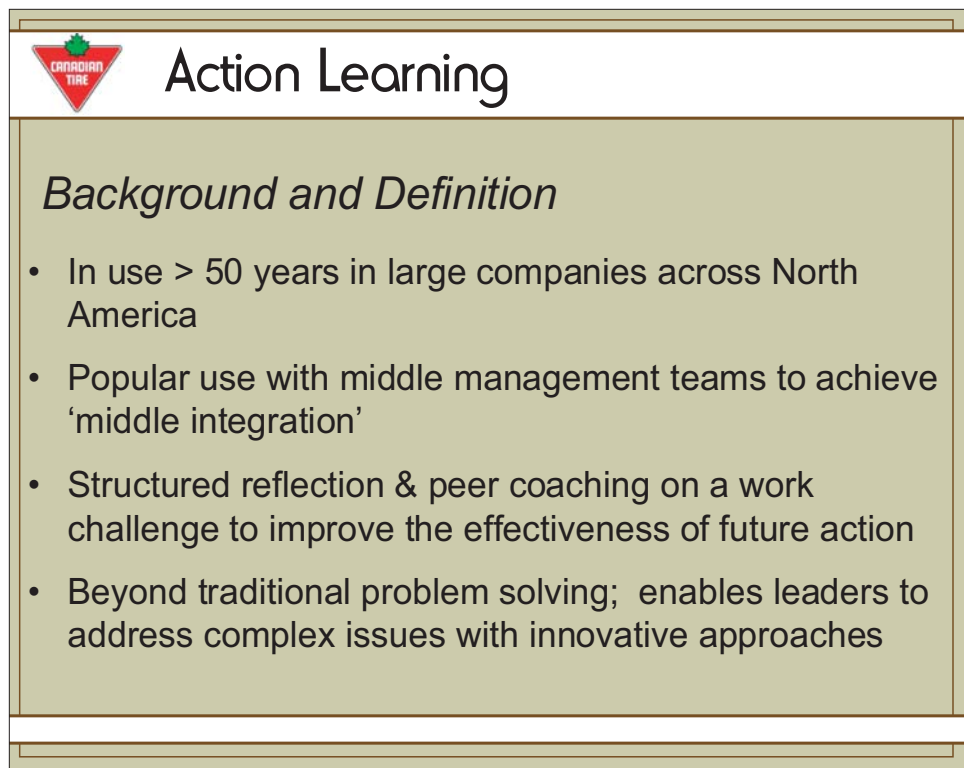 CANADIAN
TIRE
Action Learning
Background and Definition
• In use > 50 years in large companies across North
America
• Popular use with middle management teams to achieve
‘middle integration’
• Structured reflection & peer coaching on a work
challenge to improve the effectiveness of future action
• Beyond traditional problem solving;  enables leaders to
address complex issues with innovative approaches